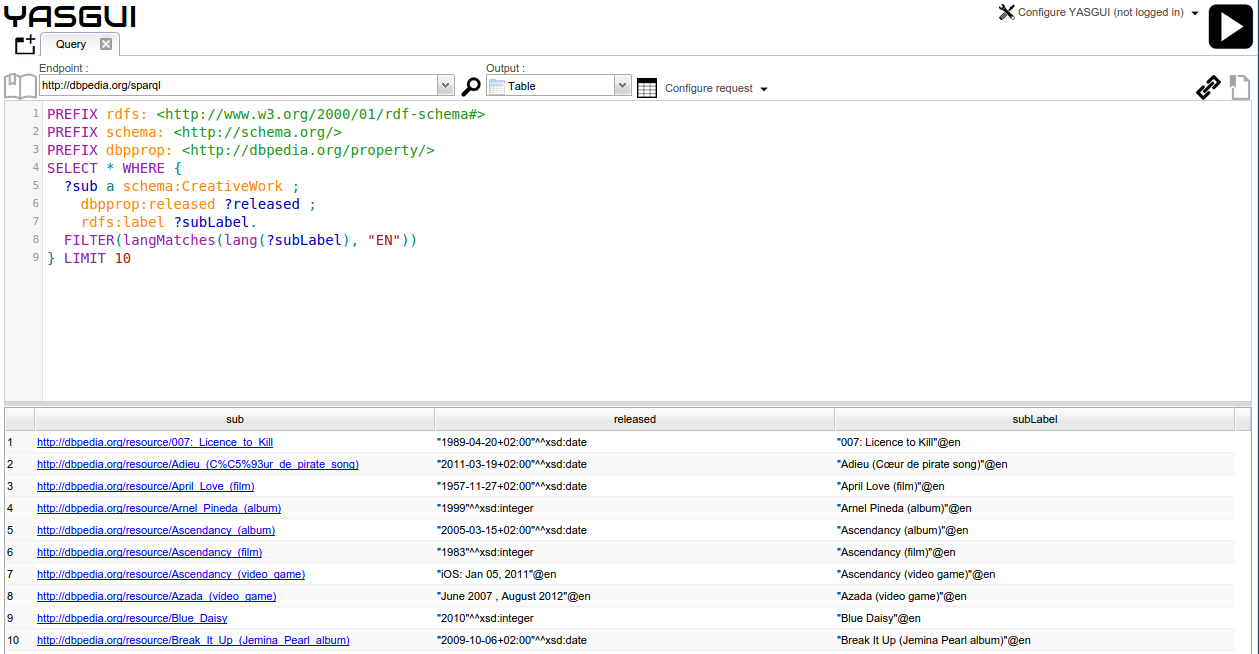 YASGUI
Configure YASGUI (not logged in)
Query
Endpoint :
Output :
http://dbpedia.org/sparql
Table
Configure request
1 PREFIX rdfs: <http://www.w3.org/2000/01/rdf-schema#>
2 PREFIX schema: <http://schema.org/>
3 PREFIX dbpprop: <http://dbpedia.org/property/>
4 SELECT * WHERE {
5 ?sub a schema:CreativeWork ;
6 dbpprop:released ?released ;
7 rdfs:label ?subLabel.
8 FILTER(langMatches(lang(?subLabel), "EN"))
9 } LIMIT 10
sub released subLabel
1 http://dbpedia.org/resource/007:_Licence_to_Kill "1989-04-20+02:00"^^xsd:date "007: Licence to Kill"@en
2 http://dbpedia.org/resource/Adieu_(C%C5%93ur_de_pirate_song) "2011-03-19+02:00"^^xsd:date "Adieu (Cœur de pirate song)"@en
3 http://dbpedia.org/resource/April_Love_(film) "1957-11-27+02:00"^^xsd:date "April Love (film)"@en
4 http://dbpedia.org/resource/Arnel_Pineda_(album) "1999"^^xsd:integer "Arnel Pineda (album)"@en
5 http://dbpedia.org/resource/Ascendancy_(album) "2005-03-15+02:00"^^xsd:date "Ascendancy (album)"@en
6 http://dbpedia.org/resource/Ascendancy_(film) "1983"^^xsd:integer "Ascendancy (film)"@en
7 http://dbpedia.org/resource/Ascendancy_(video_game) "iOS: Jan 05, 2011"@en "Ascendancy (video game)"@en
8 http://dbpedia.org/resource/Azada_(video_game) "June 2007 , August 2012"@en "Azada (video game)"@en
9 http://dbpedia.org/resource/Blue_Daisy "2010"^^xsd:integer "Blue Daisy"@en
10 http://dbpedia.org/resource/Break_It_Up_(Jemina_Pearl_album) "2009-10-06+02:00"^^xsd:date "Break It Up (Jemina Pearl album)"@en